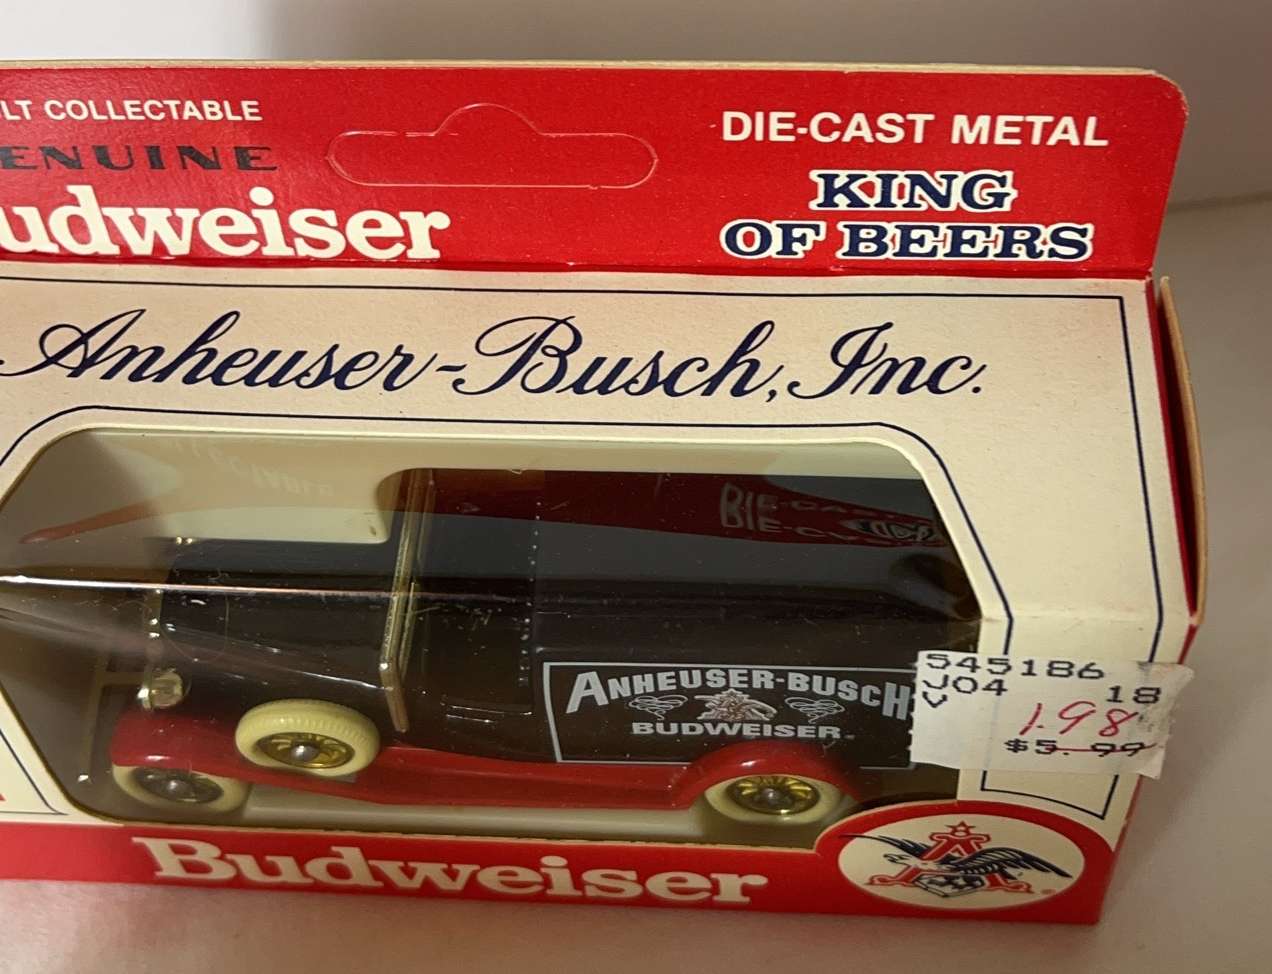 LT COLLECTABLE
ENUINE
udweiser
DIE-CAST METAL
KING
OF BEERS
Anheuser-Busch, Inc.
ANHEUSER-BUSCH
BUDWEISER
545186
J04 18
V
1.98
$5.99
Budweiser